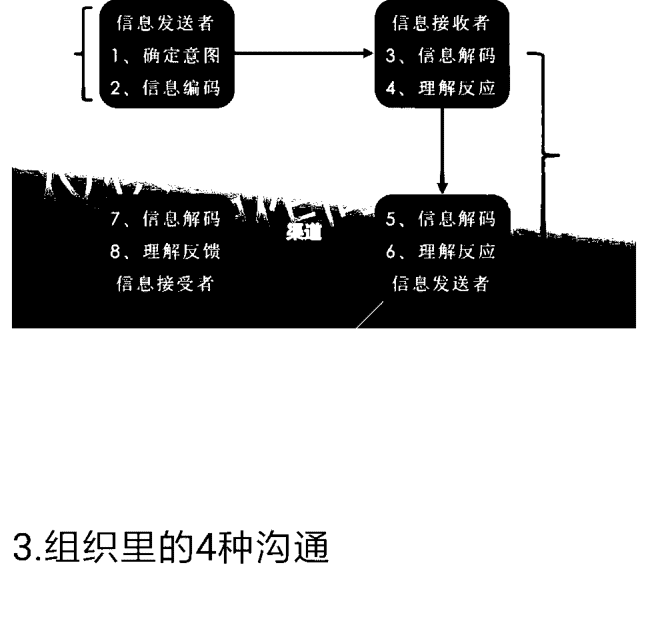 信息发送者
1、确定意图
2、信息编码
信息接收者
3、信息解码
4、理解反应
7、信息解码
8、理解反馈
信息接受者
渠道
5、信息解码
6、理解反应
信息发送者
3.组织里的4种沟通